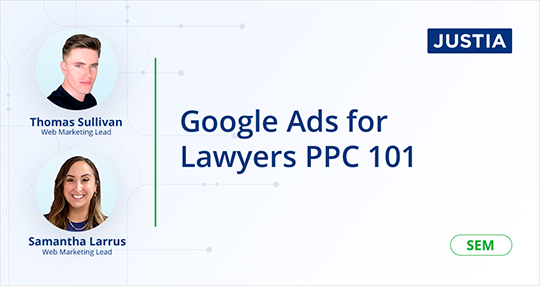 JUSTIA
Thomas Sullivan
Web Marketing Lead
Google Ads for
Lawyers PPC 101
Samantha Larrus
Web Marketing Lead
SEM